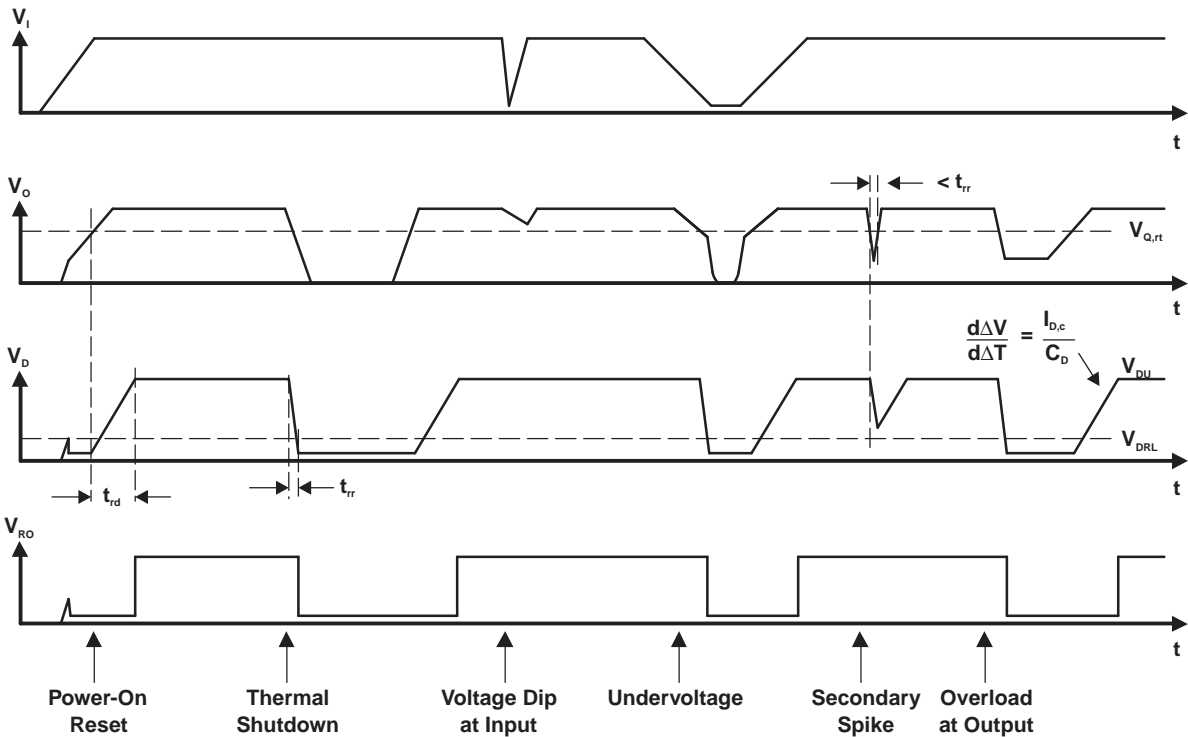 V_I
t
V_O
< t_rr
V_Q,rt
t
dΔV / dΔT = I_D,c / C_D
V_D
V_DU
V_DRL
t_rd
t_rr
t
V_RO
t
Power-On
Reset
Thermal
Shutdown
Voltage Dip
at Input
Undervoltage
Secondary
Spike
Overload
at Output